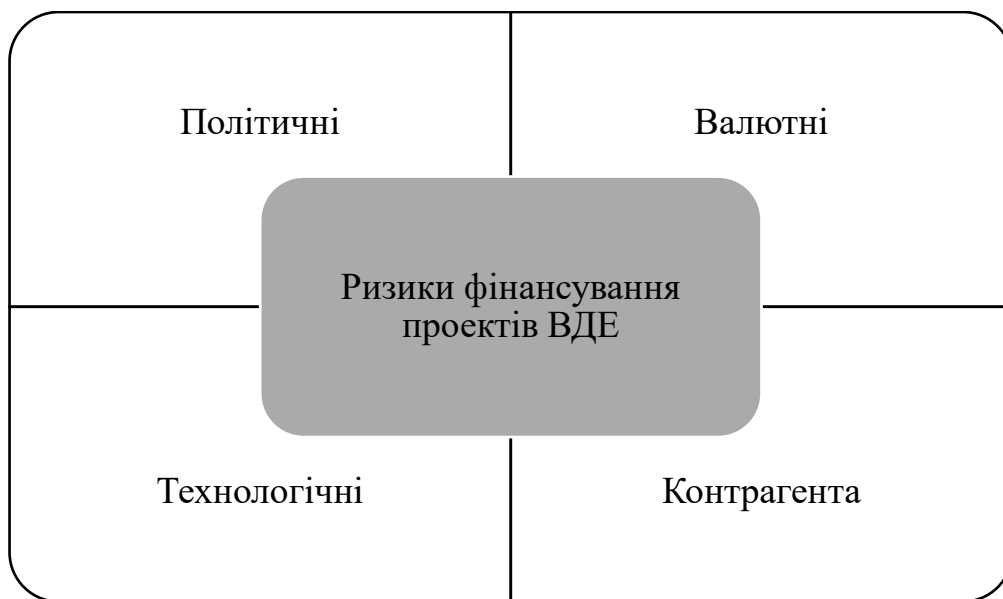 Політичні
Валютні
Ризики фінансування
проектів ВДЕ
Технологічні
Контрагента